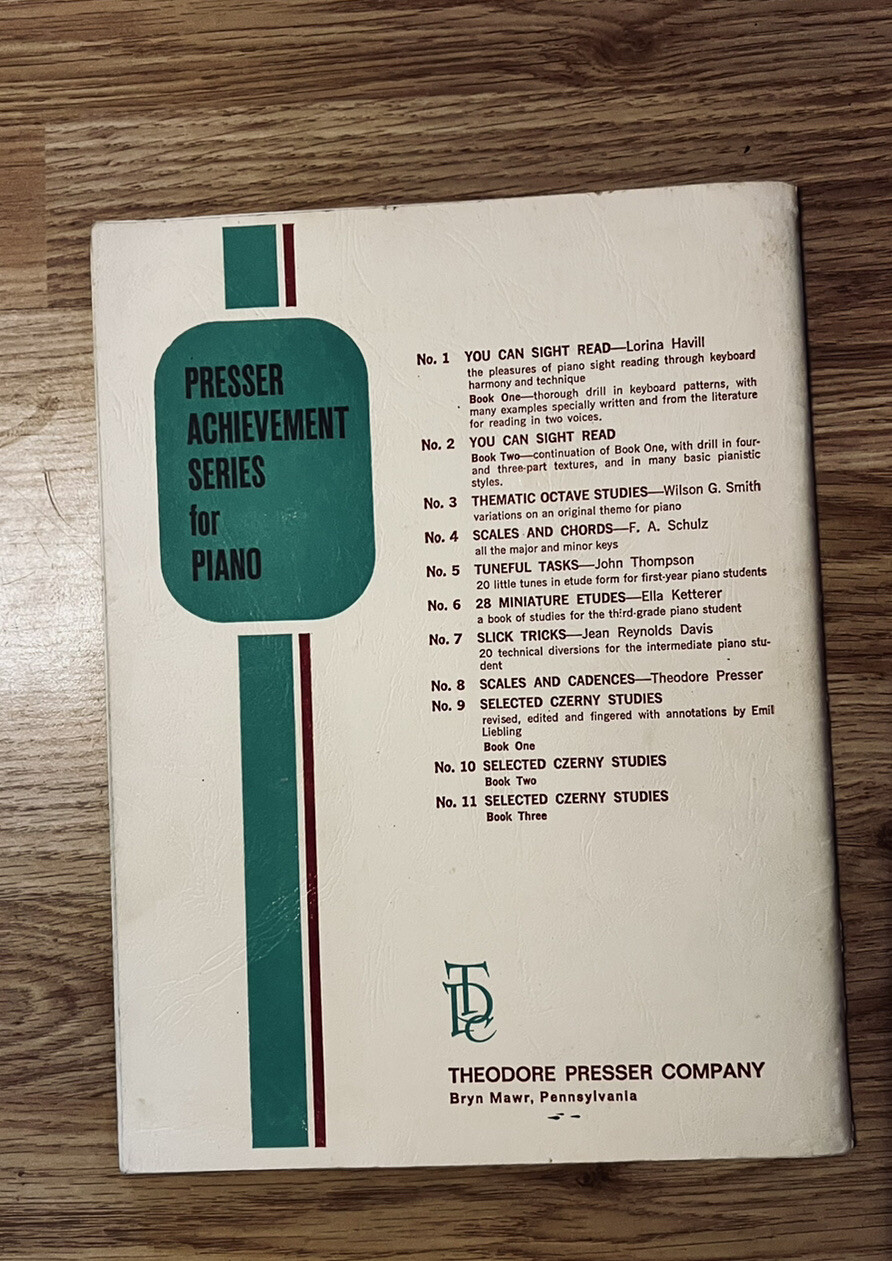 PRESSER
ACHIEVEMENT
SERIES
for
PIANO
No. 1 YOU CAN SIGHT READ—Lorina Havill
the pleasures of piano sight reading through keyboard
harmony and technique
Book One—thorough drill in keyboard patterns, with
many examples specially written and from the literature
for reading in two voices.
No. 2 YOU CAN SIGHT READ
Book Two—continuation of Book One, with drill in four-
and three-part textures, and in many basic pianistic
styles.
No. 3 THEMATIC OCTAVE STUDIES—Wilson G. Smith
variations on an original theme for piano
No. 4 SCALES AND CHORDS—F. A. Schulz
all the major and minor keys
No. 5 TUNEFUL TASKS—John Thompson
20 little tunes in etude form for first-year piano students
No. 6 28 MINIATURE ETUDES—Ella Ketterer
a book of studies for the third-grade piano student
No. 7 SLICK TRICKS—Jean Reynolds Davis
20 technical diversions for the intermediate piano stu-
dent
No. 8 SCALES AND CADENCES—Theodore Presser
No. 9 SELECTED CZERNY STUDIES
revised, edited and fingered with annotations by Emil
Liebling
Book One
No. 10 SELECTED CZERNY STUDIES
Book Two
No. 11 SELECTED CZERNY STUDIES
Book Three
TPC
THEODORE PRESSER COMPANY
Bryn Mawr, Pennsylvania